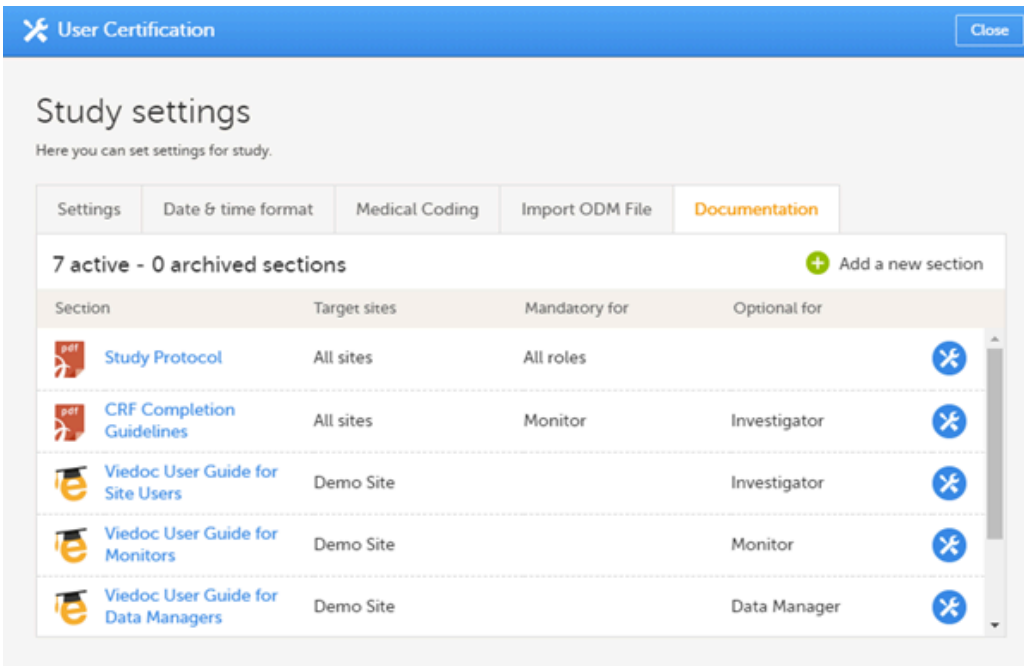 User Certification
Close
Study settings
Here you can set settings for study.
Settings Date & time format Medical Coding Import ODM File Documentation
7 active - 0 archived sections
Add a new section
Section Target sites Mandatory for Optional for
pdf Study Protocol All sites All roles
pdf CRF Completion
Guidelines All sites Monitor Investigator
Viedoc User Guide for
Site Users Demo Site Investigator
Viedoc User Guide for
Monitors Demo Site Monitor
Viedoc User Guide for
Data Managers Demo Site Data Manager